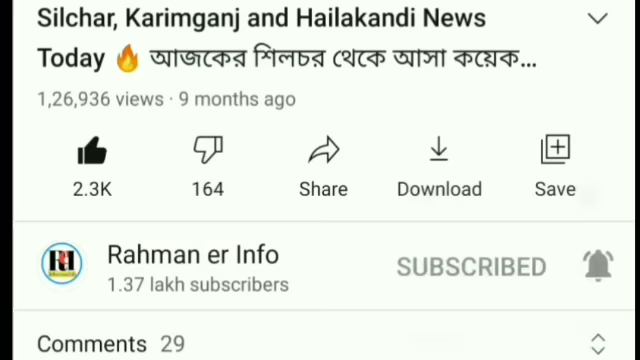 Silchar, Karimganj and Hailakandi News
Today 🔥 আজকের শিলচর থেকে আসা কয়েক...
1,26,936 views · 9 months ago
2.3K 164 Share Download Save
Rahman er Info
1.37 lakh subscribers
SUBSCRIBED
Comments 29